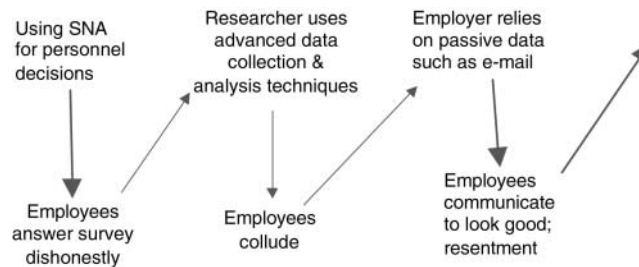 Using SNA
for personnel
decisions
Researcher uses
advanced data
collection &
analysis techniques
Employer relies
on passive data
such as e-mail
Employees
answer survey
dishonestly
Employees
collude
Employees
communicate
to look good;
resentment